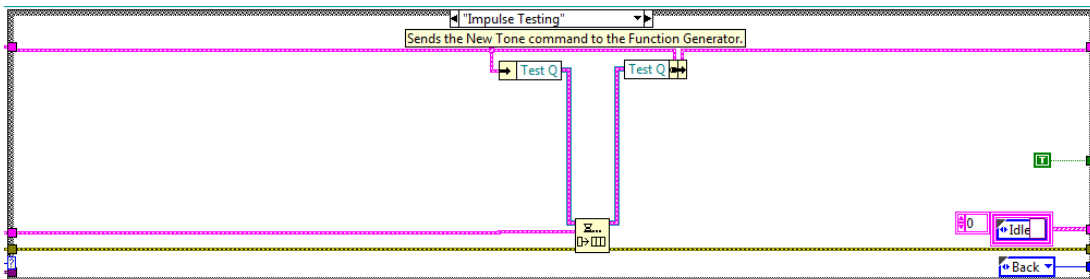 "Impulse Testing"
Sends the New Tone command to the Function Generator.
Test Q
Test Q
T
0
Idle
?
Back